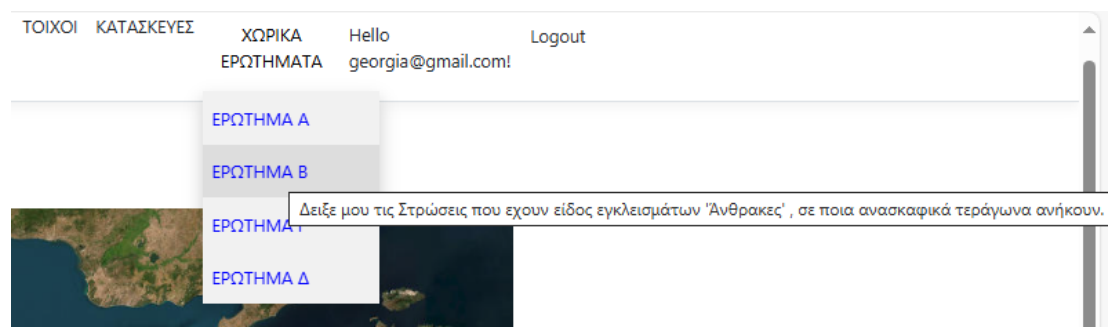 ΤΟΙΧΟΙ ΚΑΤΑΣΚΕΥΕΣ ΧΩΡΙΚΑ ΕΡΩΤΗΜΑΤΑ Hello georgia@gmail.com! Logout
ΕΡΩΤΗΜΑ Α
ΕΡΩΤΗΜΑ Β
Δειξε μου τις Στρώσεις που εχουν είδος εγκλεισμάτων 'Άνθρακες' , σε ποια ανασκαφικά τεράγωνα ανήκουν.
ΕΡΩΤΗΜΑ Γ
ΕΡΩΤΗΜΑ Δ